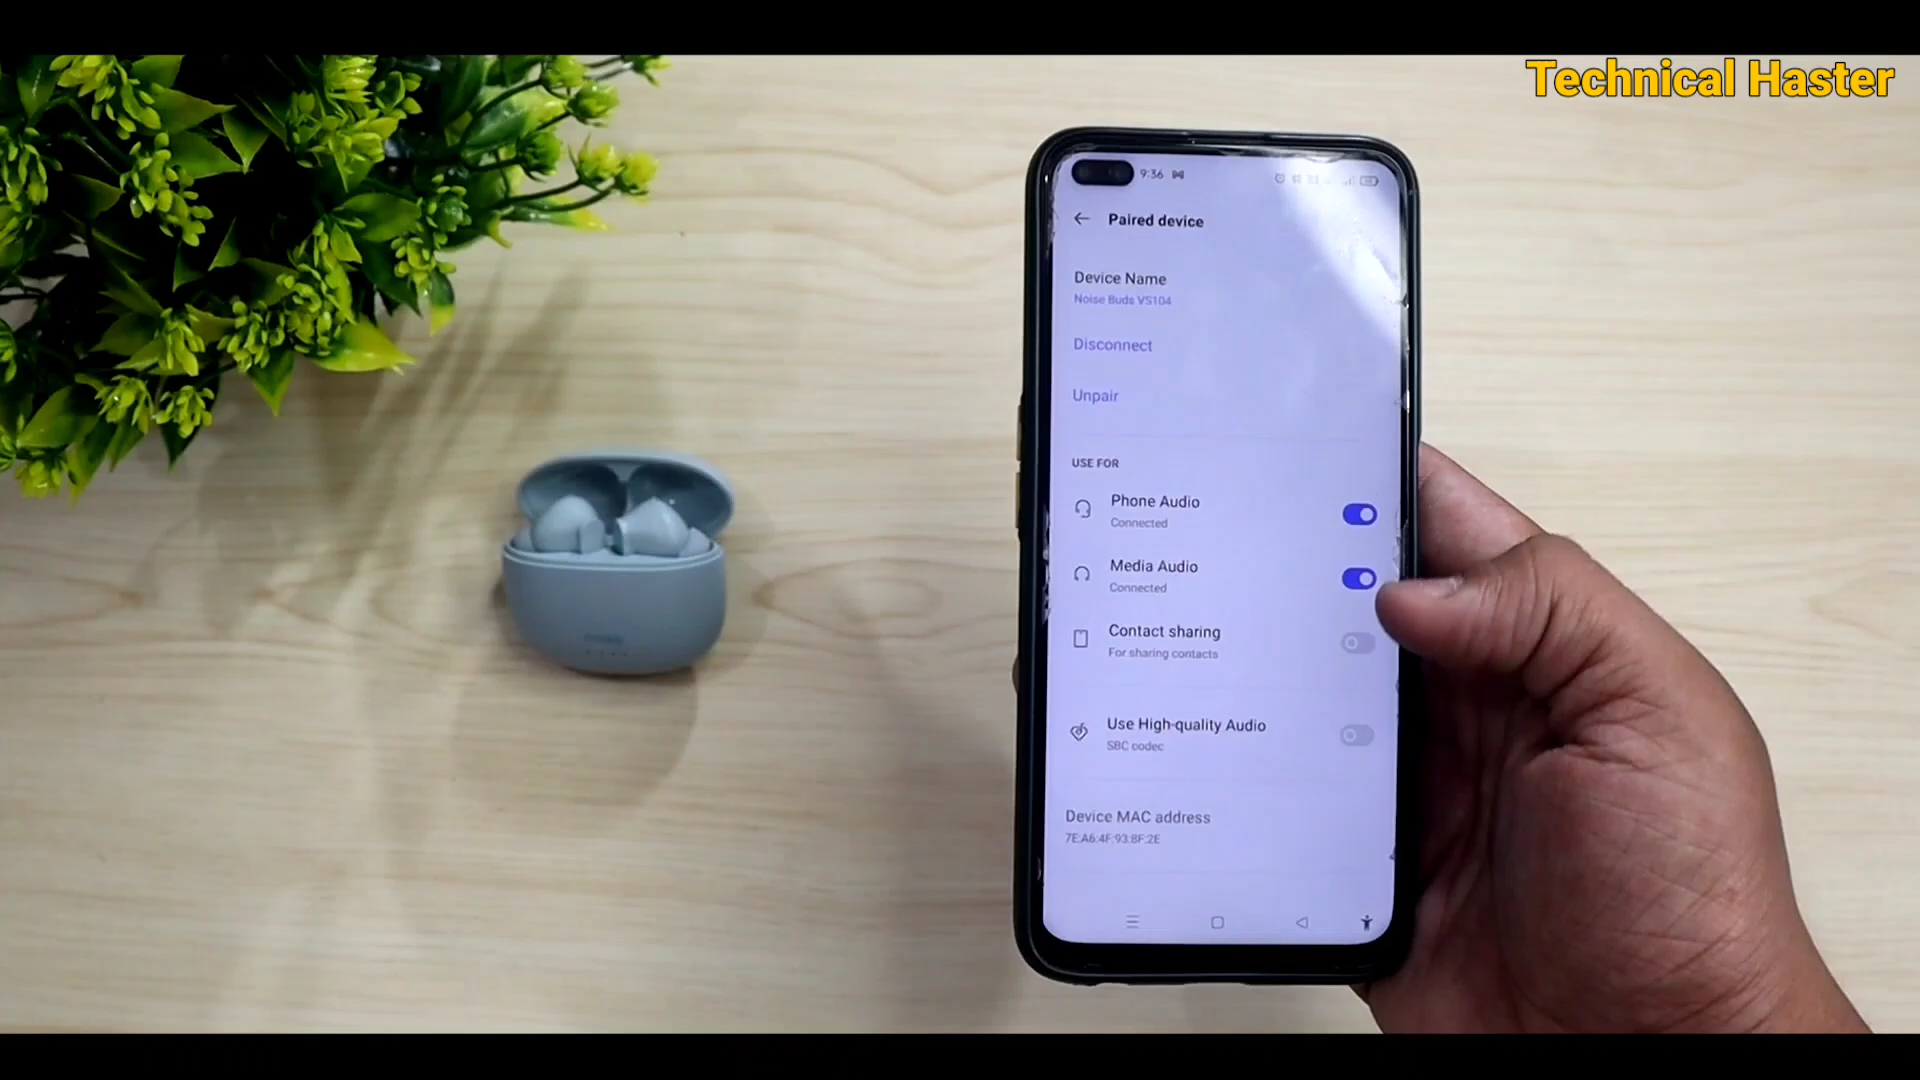 Technical Haster
9:36
Paired device
Device Name
Noise Buds VS104
Disconnect
Unpair
USE FOR
Phone Audio
Connected
Media Audio
Connected
Contact sharing
For sharing contacts
Use High-quality Audio
SBC codec
Device MAC address
7E:A6:4F:93:8F:2E